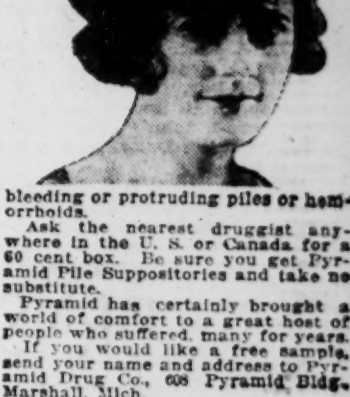 bleeding or protruding piles or hem-
orrhoids.
Ask the nearest druggist any-
where in the U. S. or Canada for a
60 cent box. Be sure you get Pyr-
amid Pile Suppositories and take no
substitute.
Pyramid has certainly brought a
world of comfort to a great host of
people who suffered, many for years.
If you would like a free sample,
send your name and address to Pyr-
amid Drug Co., 608 Pyramid Bldg.,
Marshall, Mich.